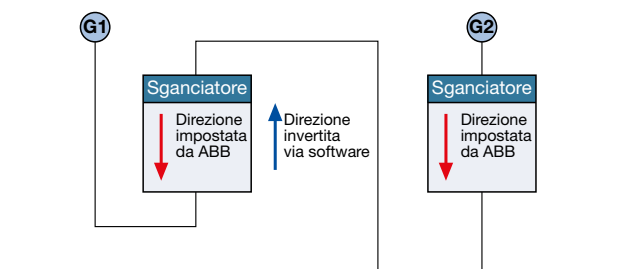 G1
G2
Sganciatore
Direzione
impostata
da ABB
Direzione
invertita
via software
Sganciatore
Direzione
impostata
da ABB